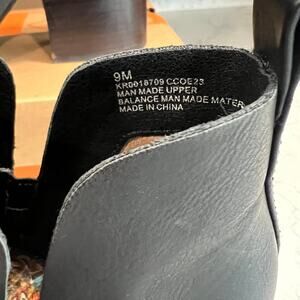 9M
KR0018709 CCOE23
MAN MADE UPPER
BALANCE MAN MADE MATER
MADE IN CHINA